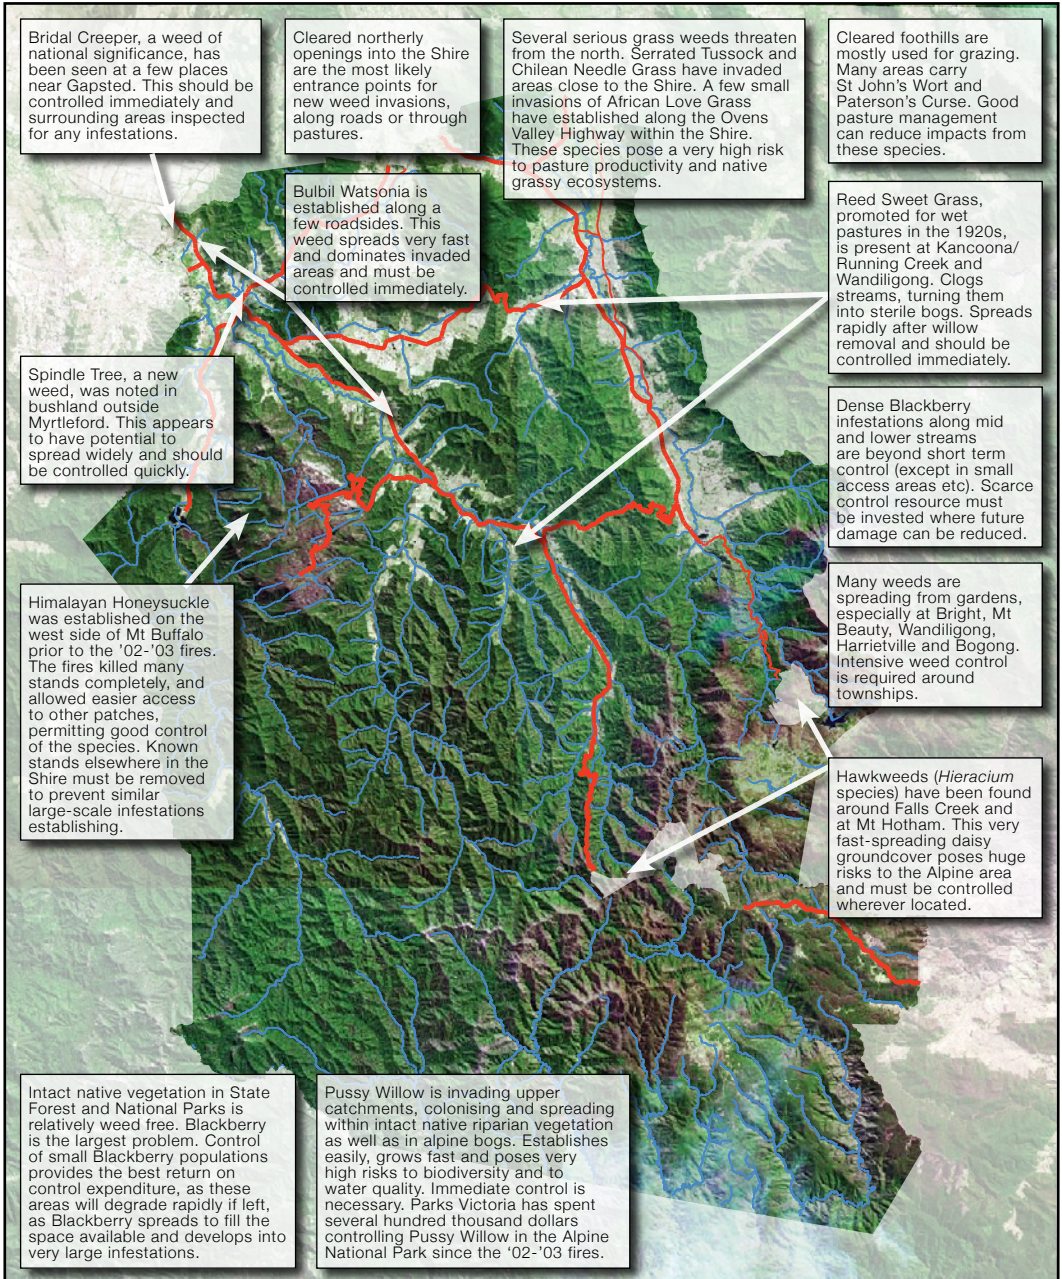 Bridal Creeper, a weed of
national significance, has
been seen at a few places
near Gapsted. This should be
controlled immediately and
surrounding areas inspected
for any infestations.
Cleared northerly
openings into the Shire
are the most likely
entrance points for
new weed invasions,
along roads or through
pastures.
Several serious grass weeds threaten
from the north. Serrated Tussock and
Chilean Needle Grass have invaded
areas close to the Shire. A few small
invasions of African Love Grass
have established along the Ovens
Valley Highway within the Shire.
These species pose a very high risk
to pasture productivity and native
grassy ecosystems.
Cleared foothills are
mostly used for grazing.
Many areas carry
St John's Wort and
Paterson's Curse. Good
pasture management
can reduce impacts from
these species.
Bulbil Watsonia is
established along a
few roadsides. This
weed spreads very fast
and dominates invaded
areas and must be
controlled immediately.
Reed Sweet Grass,
promoted for wet
pastures in the 1920s,
is present at Kancoona/
Running Creek and
Wandiligong. Clogs
streams, turning them
into sterile bogs. Spreads
rapidly after willow
removal and should be
controlled immediately.
Spindle Tree, a new
weed, was noted in
bushland outside
Myrtleford. This appears
to have potential to
spread widely and should
be controlled quickly.
Dense Blackberry
infestations along mid
and lower streams
are beyond short term
control (except in small
access areas etc). Scarce
control resource must
be invested where future
damage can be reduced.
Himalayan Honeysuckle
was established on the
west side of Mt Buffalo
prior to the '02-'03 fires.
The fires killed many
stands completely, and
allowed easier access
to other patches,
permitting good control
of the species. Known
stands elsewhere in the
Shire must be removed
to prevent similar
large-scale infestations
establishing.
Many weeds are
spreading from gardens,
especially at Bright, Mt
Beauty, Wandiligong,
Harrietville and Bogong.
Intensive weed control
is required around
townships.
Hawkweeds (Hieracium
species) have been found
around Falls Creek and
at Mt Hotham. This very
fast-spreading daisy
groundcover poses huge
risks to the Alpine area
and must be controlled
wherever located.
Intact native vegetation in State
Forest and National Parks is
relatively weed free. Blackberry
is the largest problem. Control
of small Blackberry populations
provides the best return on
control expenditure, as these
areas will degrade rapidly if left,
as Blackberry spreads to fill the
space available and develops into
very large infestations.
Pussy Willow is invading upper
catchments, colonising and spreading
within intact native riparian vegetation
as well as in alpine bogs. Establishes
easily, grows fast and poses very
high risks to biodiversity and to
water quality. Immediate control is
necessary. Parks Victoria has spent
several hundred thousand dollars
controlling Pussy Willow in the Alpine
National Park since the '02-'03 fires.